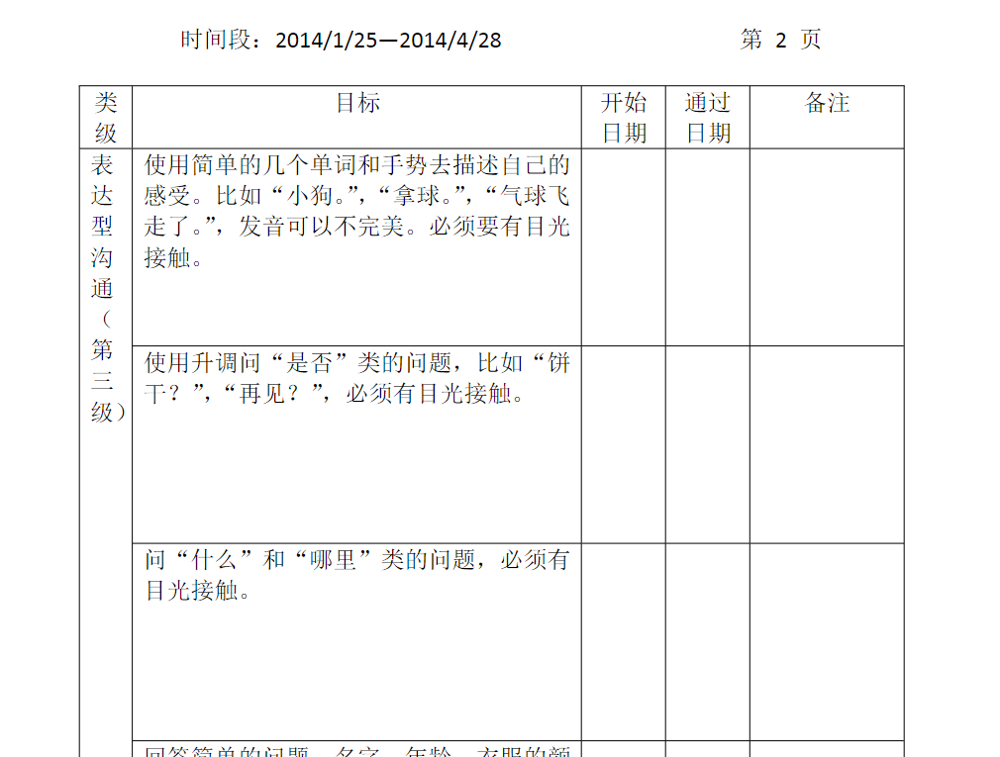 时间段：2014/1/25—2014/4/28 第 2 页
类级 目标 开始日期 通过日期 备注
表达型沟通（第三级）
使用简单的几个单词和手势去描述自己的
感受。比如“小狗。”，“拿球。”，“气球飞
走了。”，发音可以不完美。必须要有目光
接触。
使用升调问“是否”类的问题，比如“饼
干？”，“再见？”，必须有目光接触。
问“什么”和“哪里”类的问题，必须有
目光接触。
回答简单的问题，名字，年龄，衣服的颜